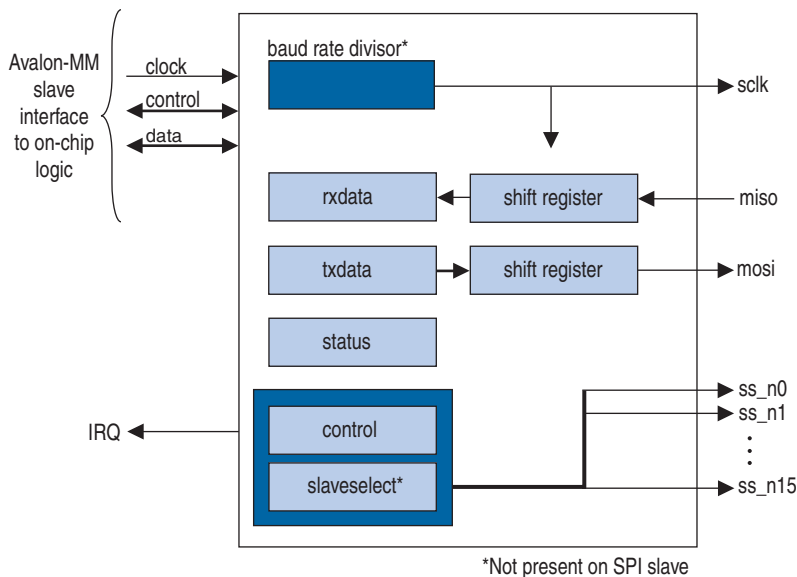 Avalon-MM
slave
interface
to on-chip
logic
clock
control
data
baud rate divisor*
sclk
rxdata
shift register
miso
txdata
shift register
mosi
status
IRQ
control
slaveselect*
ss_n0
ss_n1
ss_n15
*Not present on SPI slave